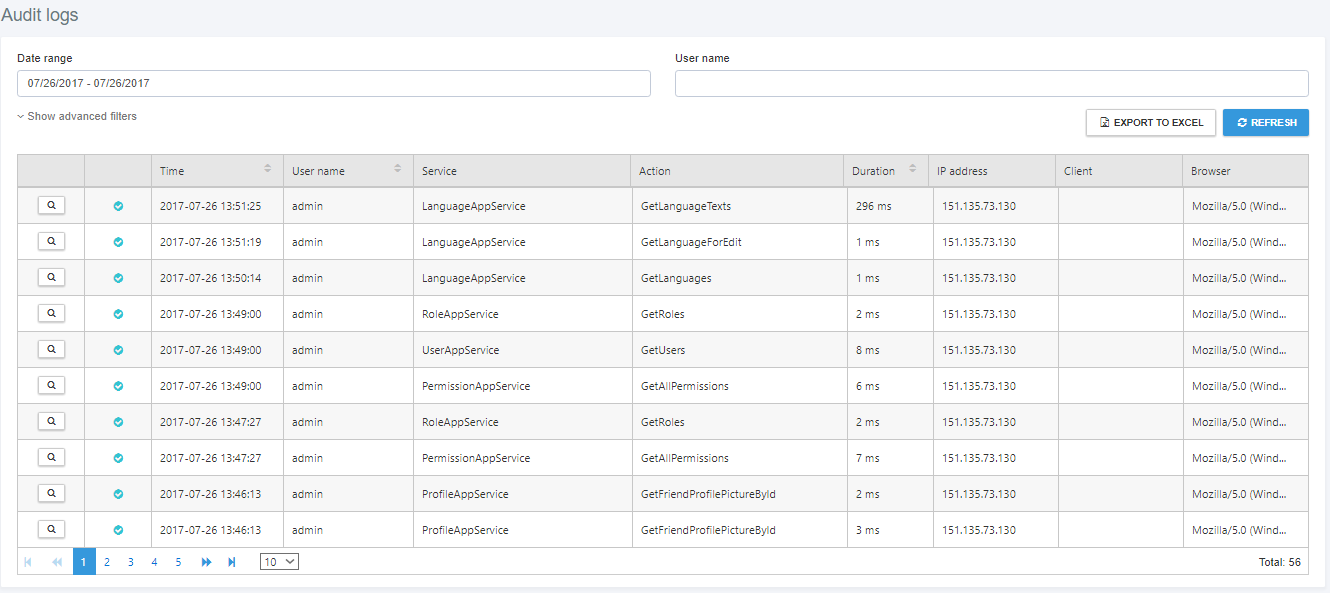 Audit logs
Date range
User name
07/26/2017 - 07/26/2017
Show advanced filters
EXPORT TO EXCEL
REFRESH
Time User name Service Action Duration IP address Client Browser
2017-07-26 13:51:25 admin LanguageAppService GetLanguageTexts 296 ms 151.135.73.130 Mozilla/5.0 (Wind...
2017-07-26 13:51:19 admin LanguageAppService GetLanguageForEdit 1 ms 151.135.73.130 Mozilla/5.0 (Wind...
2017-07-26 13:50:14 admin LanguageAppService GetLanguages 1 ms 151.135.73.130 Mozilla/5.0 (Wind...
2017-07-26 13:49:00 admin RoleAppService GetRoles 2 ms 151.135.73.130 Mozilla/5.0 (Wind...
2017-07-26 13:49:00 admin UserAppService GetUsers 8 ms 151.135.73.130 Mozilla/5.0 (Wind...
2017-07-26 13:49:00 admin PermissionAppService GetAllPermissions 6 ms 151.135.73.130 Mozilla/5.0 (Wind...
2017-07-26 13:47:27 admin RoleAppService GetRoles 2 ms 151.135.73.130 Mozilla/5.0 (Wind...
2017-07-26 13:47:27 admin PermissionAppService GetAllPermissions 7 ms 151.135.73.130 Mozilla/5.0 (Wind...
2017-07-26 13:46:13 admin ProfileAppService GetFriendProfilePictureById 2 ms 151.135.73.130 Mozilla/5.0 (Wind...
2017-07-26 13:46:13 admin ProfileAppService GetFriendProfilePictureById 3 ms 151.135.73.130 Mozilla/5.0 (Wind...
1 2 3 4 5 10 Total: 56